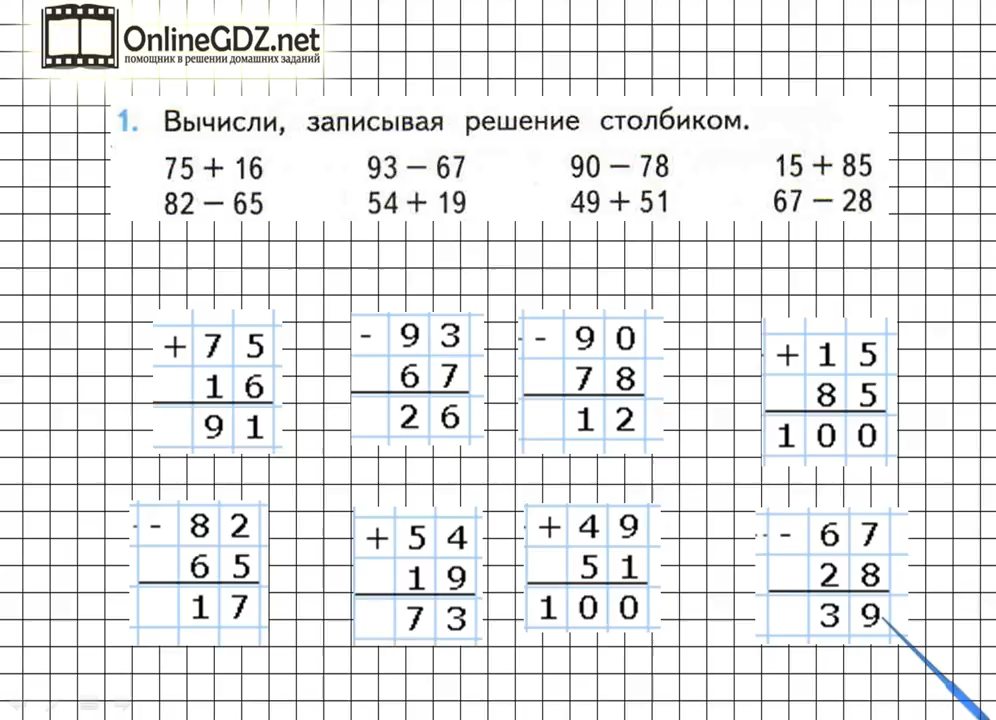 OnlineGDZ.net
помощник в решении домашних заданий
1. Вычисли, записывая решение столбиком.
75 + 16 93 − 67 90 − 78 15 + 85
82 − 65 54 + 19 49 + 51 67 − 28
+ 7 5
1 6
9 1
- 9 3
6 7
2 6
- 9 0
7 8
1 2
+ 1 5
8 5
1 0 0
- 8 2
6 5
1 7
+ 5 4
1 9
7 3
+ 4 9
5 1
1 0 0
- 6 7
2 8
3 9